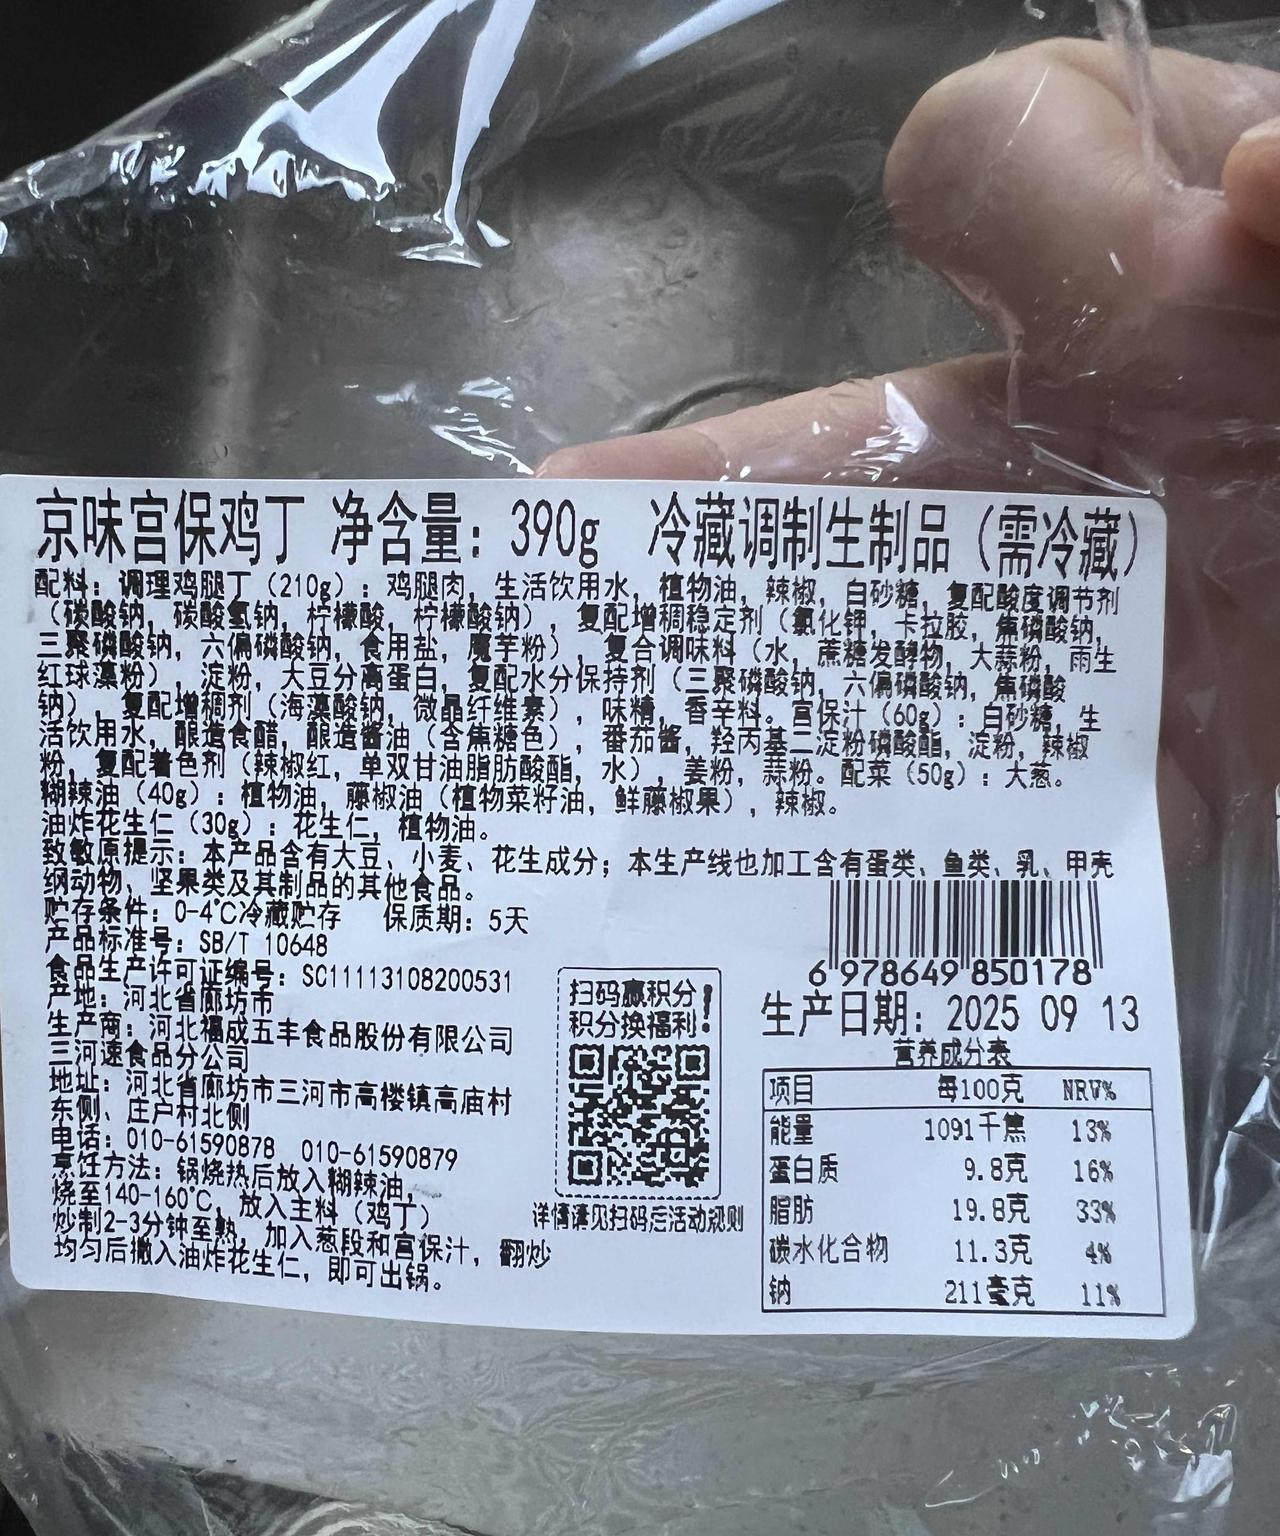 京味宫保鸡丁 净含量：390g 冷藏调制生制品（需冷藏）
配料：调理鸡腿丁（210g）：鸡腿肉，生活饮用水，植物油，辣椒，白砂糖，复配酸度调节剂
（碳酸钠，碳酸氢钠，柠檬酸，柠檬酸钠），复配增稠稳定剂（氯化钾，卡拉胶，焦磷酸钠，
三聚磷酸钠，六偏磷酸钠，食用盐，魔芋粉），复合调味料（水，蔗糖发酵物，大蒜粉，雨生
红球藻粉），淀粉，大豆分离蛋白，复配水分保持剂（三聚磷酸钠，六偏磷酸钠，焦磷酸
钠），复配增稠剂（海藻酸钠，微晶纤维素），味精，香辛料。宫保汁（60g）：白砂糖，生
活饮用水，酿造食醋，酿造酱油（含焦糖色），番茄酱，羟丙基二淀粉磷酸酯，淀粉，辣椒
粉，复配着色剂（辣椒红，单双甘油脂肪酸酯，水），姜粉，蒜粉。配菜（50g）：大葱。
糊辣油（40g）：植物油，藤椒油（植物菜籽油，鲜藤椒果），辣椒。
油炸花生仁（30g）：花生仁，植物油。
致敏原提示：本产品含有大豆、小麦、花生成分；本生产线也加工含有蛋类、鱼类、乳、甲壳
纲动物、坚果类及其制品的其他食品。
贮存条件：0-4℃冷藏贮存 保质期：5天
产品标准号：SB/T 10648
食品生产许可证编号：SC11113108200531
产地：河北省廊坊市
生产商：河北福成五丰食品股份有限公司
三河速食品分公司
地址：河北省廊坊市三河市高楼镇高庙村
东侧、庄户村北侧
电话：010-61590878 010-61590879
烹饪方法：锅烧热后放入糊辣油，
烧至140-160℃，放入主料（鸡丁）
炒制2-3分钟至熟，加入葱段和宫保汁，翻炒
均匀后撒入油炸花生仁，即可出锅。
扫码赢积分
积分换福利！
详情请见扫码后活动规则
6 978649 850178
生产日期：2025 09 13
营养成分表
项目 每100克 NRV%
能量 1091千焦 13%
蛋白质 9.8克 16%
脂肪 19.8克 33%
碳水化合物 11.3克 4%
钠 211毫克 11%